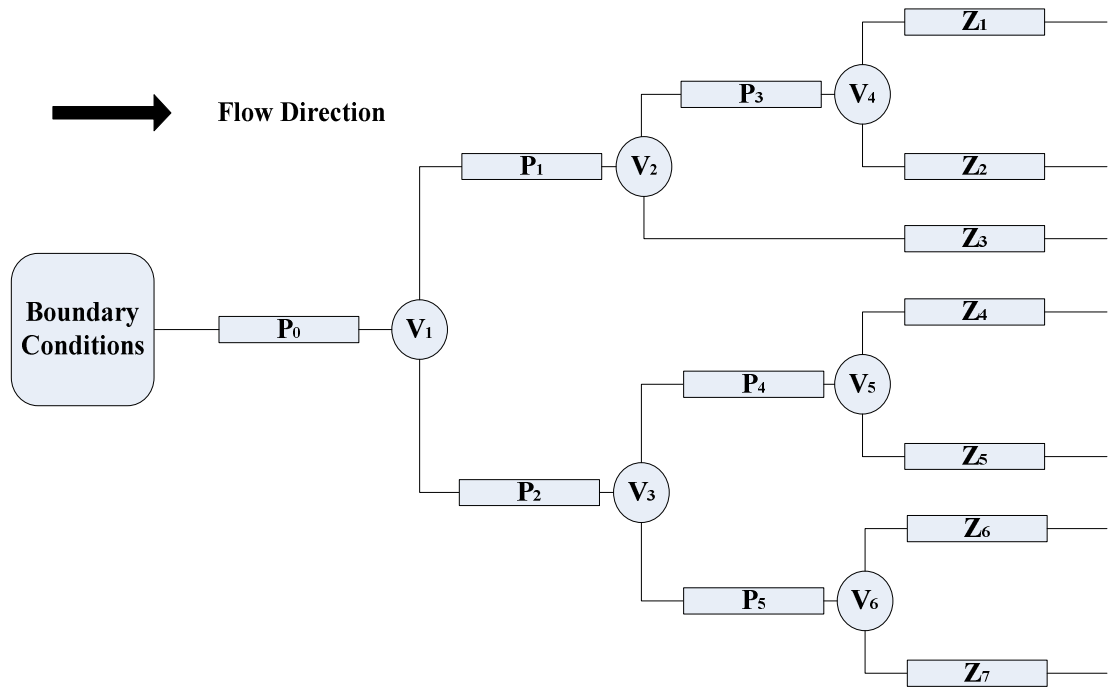 Z1
P3
V4
Flow Direction
P1
V2
Z2
Z3
Boundary
Conditions
P0
V1
Z4
P4
V5
Z5
P2
V3
Z6
P5
V6
Z7